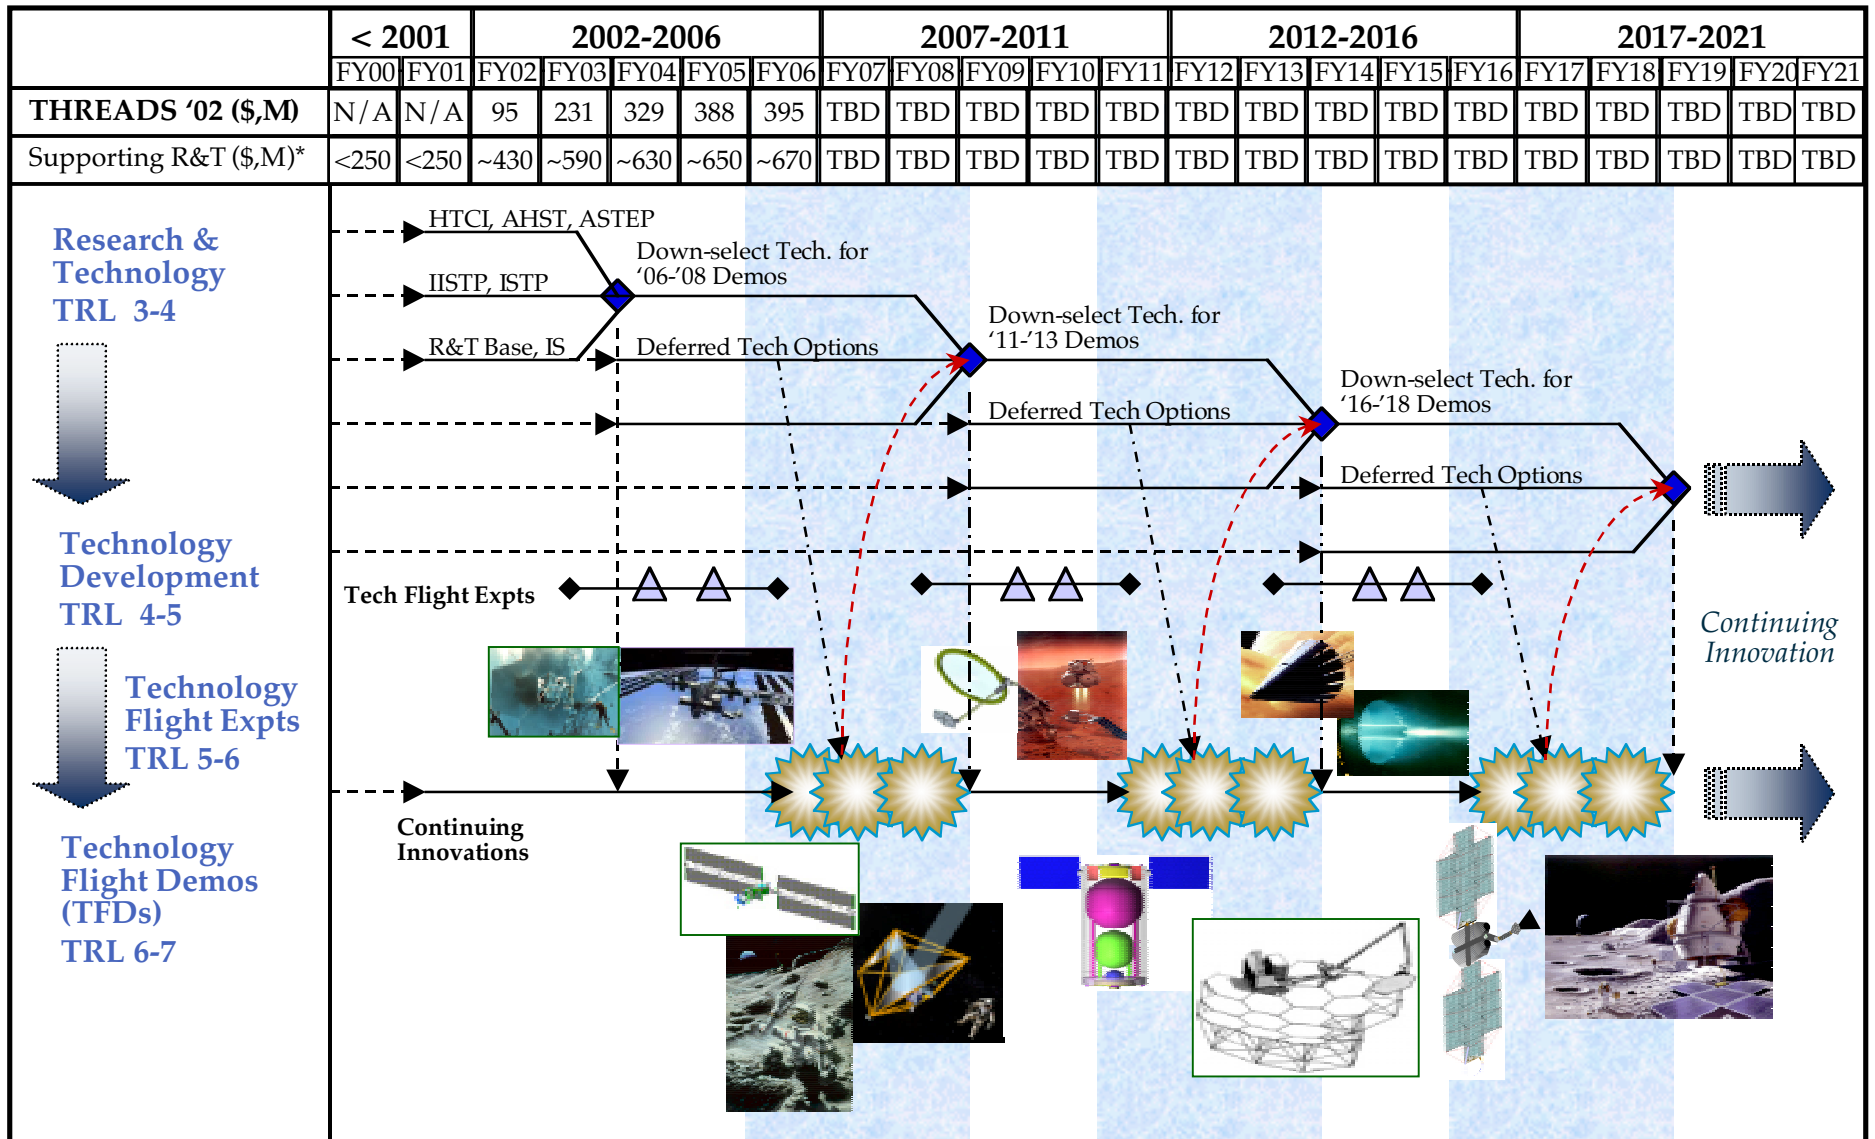 < 2001 2002-2006 2007-2011 2012-2016 2017-2021
FY00 FY01 FY02 FY03 FY04 FY05 FY06 FY07 FY08 FY09 FY10 FY11 FY12 FY13 FY14 FY15 FY16 FY17 FY18 FY19 FY20 FY21
THREADS ‘02 ($,M) N/A N/A 95 231 329 388 395 TBD TBD TBD TBD TBD TBD TBD TBD TBD TBD TBD TBD TBD TBD TBD
Supporting R&T ($,M)* <250 <250 ~430 ~590 ~630 ~650 ~670 TBD TBD TBD TBD TBD TBD TBD TBD TBD TBD TBD TBD TBD TBD TBD
Research &
Technology
TRL 3-4
HTCI, AHST, ASTEP
IISTP, ISTP
R&T Base, IS
Down-select Tech. for
‘06-’08 Demos
Deferred Tech Options
Down-select Tech. for
‘11-’13 Demos
Deferred Tech Options
Down-select Tech. for
‘16-’18 Demos
Deferred Tech Options
Technology
Development
TRL 4-5
Tech Flight Expts
Continuing
Innovation
Technology
Flight Expts
TRL 5-6
Continuing
Innovations
Technology
Flight Demos
(TFDs)
TRL 6-7